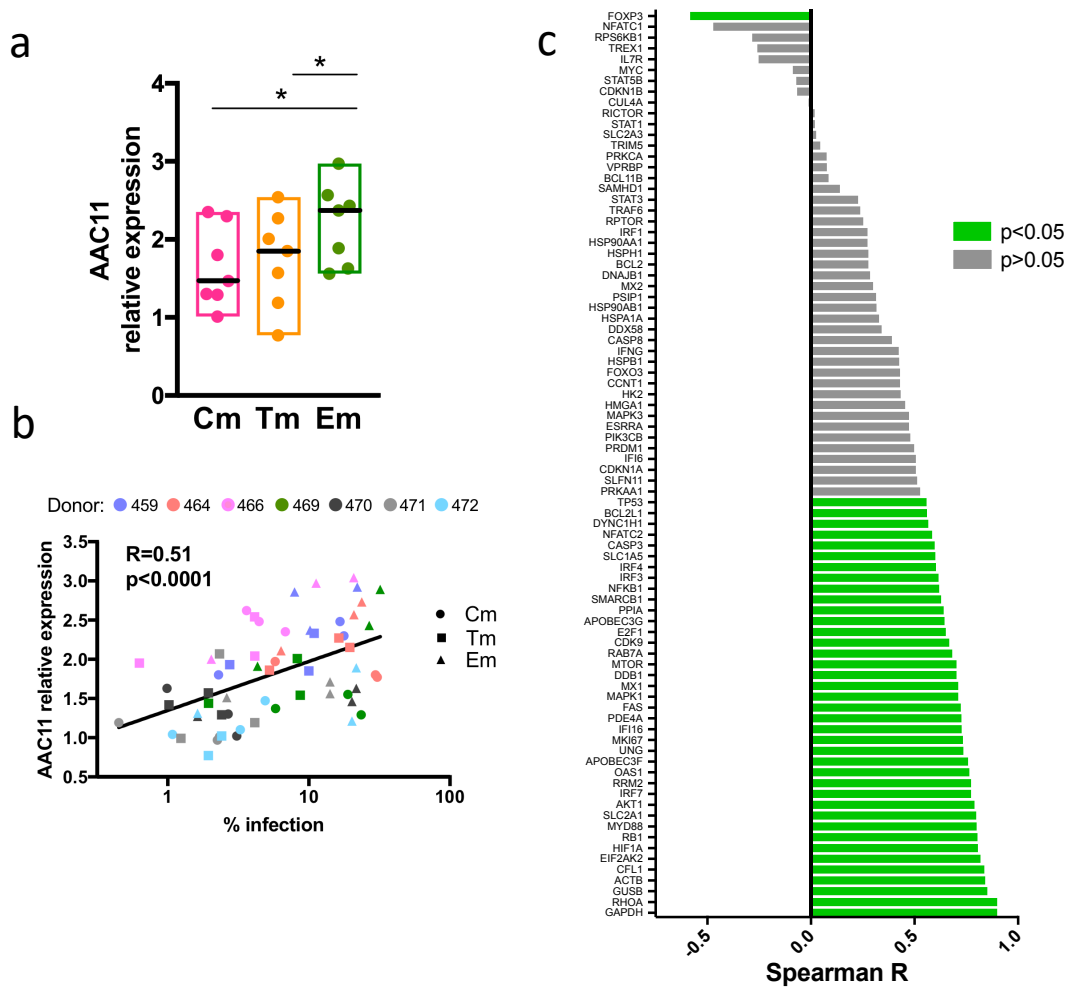 a
AAC11
relative expression
4
3
2
1
0
*
*
Cm Tm Em
b
Donor: 459 464 466 469 470 471 472
AAC11 relative expression
3.5
3.0
2.5
2.0
1.5
1.0
0.5
R=0.51
p<0.0001
Cm
Tm
Em
1 10 100
% infection
c
FOXP3
NFATC1
RPS6KB1
TREX1
IL7R
MYC
STAT5B
CDKN1B
CUL4A
RICTOR
STAT1
SLC2A3
TRIM5
PRKCA
VPRBP
BCL11B
SAMHD1
STAT3
TRAF6
RPTOR
IRF1
HSP90AA1
HSPH1
BCL2
DNAJB1
MX2
PSIP1
HSP90AB1
HSPA1A
DDX58
CASP8
IFNG
HSPB1
FOXO3
CCNT1
HK2
HMGA1
MAPK3
ESRRA
PIK3CB
PRDM1
IFI6
CDKN1A
SLFN11
PRKAA1
TP53
BCL2L1
DYNC1H1
NFATC2
CASP3
SLC1A5
IRF4
IRF3
NFKB1
SMARCB1
PPIA
APOBEC3G
E2F1
CDK9
RAB7A
MTOR
DDB1
MX1
MAPK1
FAS
PDE4A
IFI16
MKI67
UNG
APOBEC3F
OAS1
RRM2
IRF7
AKT1
SLC2A1
MYD88
RB1
HIF1A
EIF2AK2
CFL1
ACTB
GUSB
RHOA
GAPDH
p<0.05
p>0.05
-0.5 0.0 0.5 1.0
Spearman R